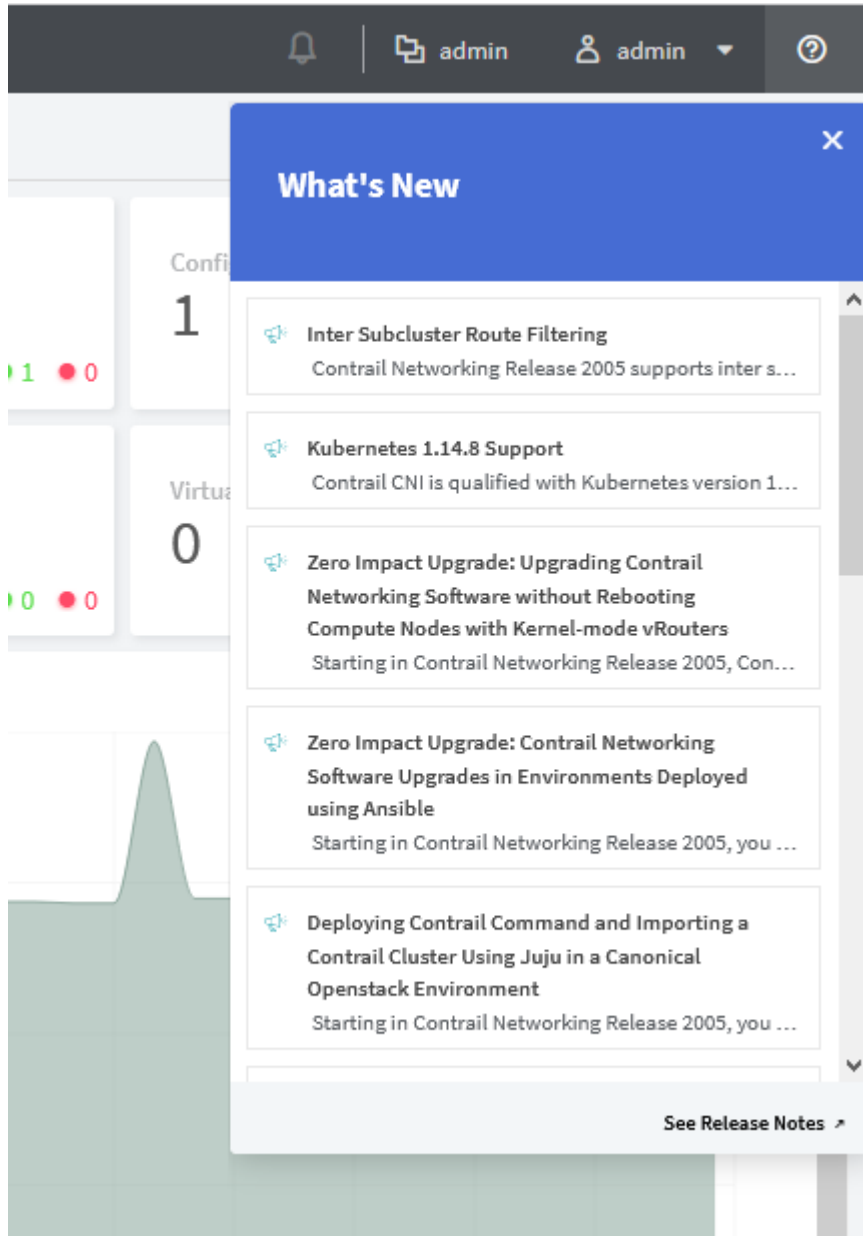 admin
admin
What's New
Confi
1
1 0
Virtua
0
0 0
Inter Subcluster Route Filtering
Contrail Networking Release 2005 supports inter s...
Kubernetes 1.14.8 Support
Contrail CNI is qualified with Kubernetes version 1...
Zero Impact Upgrade: Upgrading Contrail
Networking Software without Rebooting
Compute Nodes with Kernel-mode vRouters
Starting in Contrail Networking Release 2005, Con...
Zero Impact Upgrade: Contrail Networking
Software Upgrades in Environments Deployed
using Ansible
Starting in Contrail Networking Release 2005, you ...
Deploying Contrail Command and Importing a
Contrail Cluster Using Juju in a Canonical
Openstack Environment
Starting in Contrail Networking Release 2005, you ...
See Release Notes